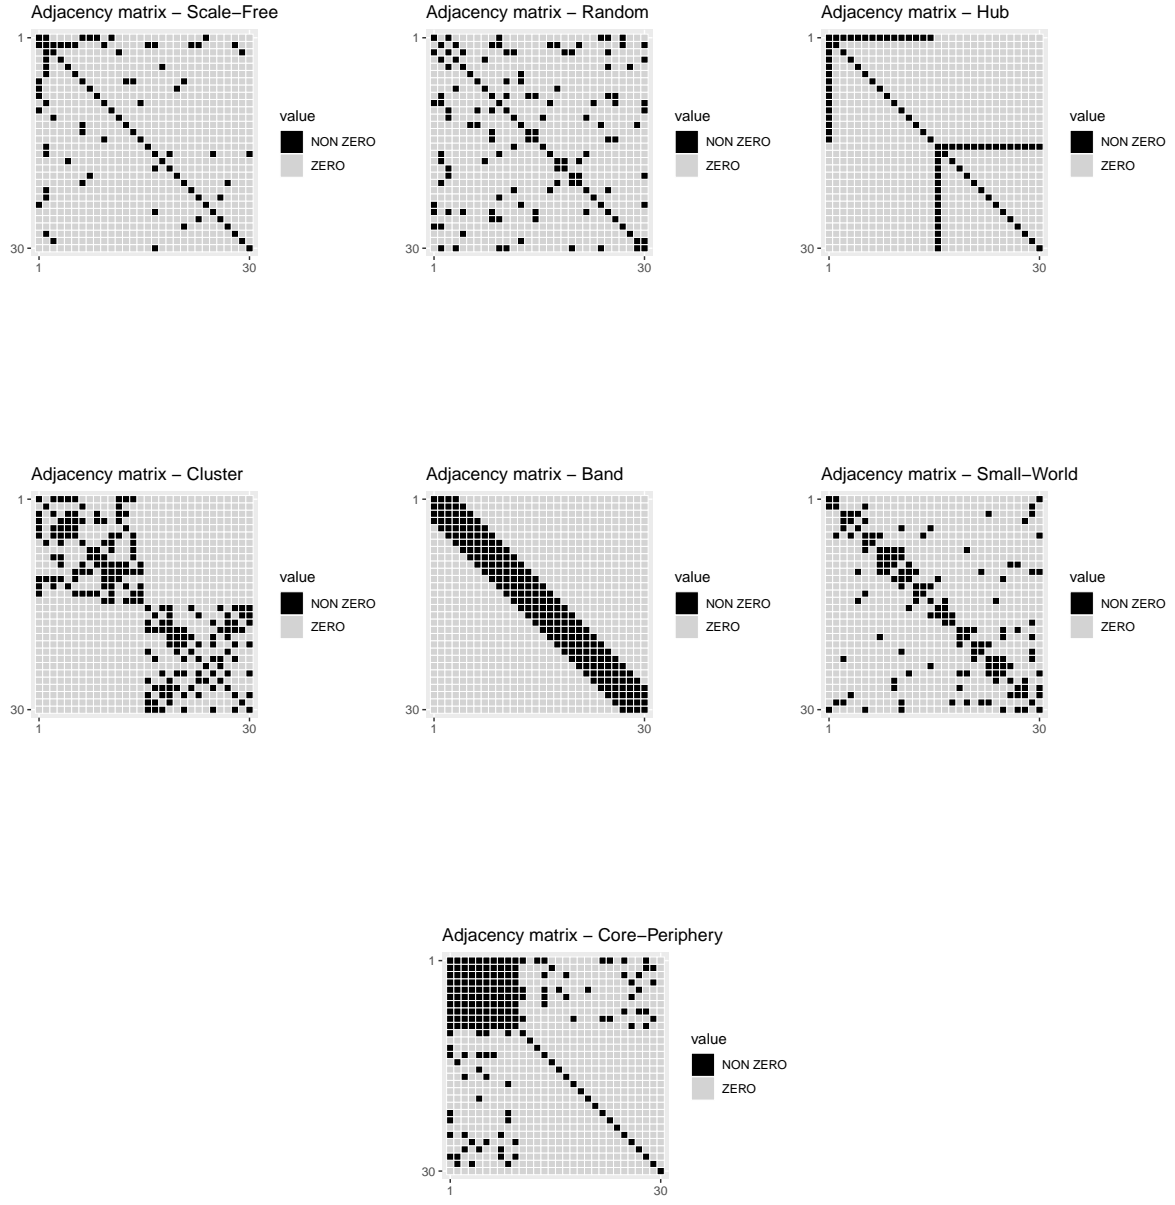 Adjacency matrix − Scale−Free
1
30
1
30
value
NON ZERO
ZERO
Adjacency matrix − Random
1
30
1
30
value
NON ZERO
ZERO
Adjacency matrix − Hub
1
30
1
30
value
NON ZERO
ZERO
Adjacency matrix − Cluster
1
30
1
30
value
NON ZERO
ZERO
Adjacency matrix − Band
1
30
1
30
value
NON ZERO
ZERO
Adjacency matrix − Small−World
1
30
1
30
value
NON ZERO
ZERO
Adjacency matrix − Core−Periphery
1
30
1
30
value
NON ZERO
ZERO